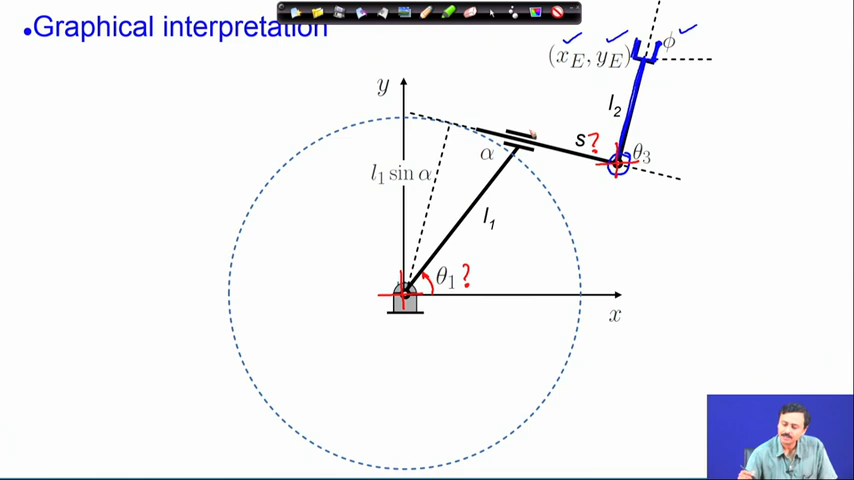 •Graphical interpretation
(x_E, y_E)
ϕ
l_2
y
s?
θ_3
α
l_1 sin α
l_1
θ_1?
x